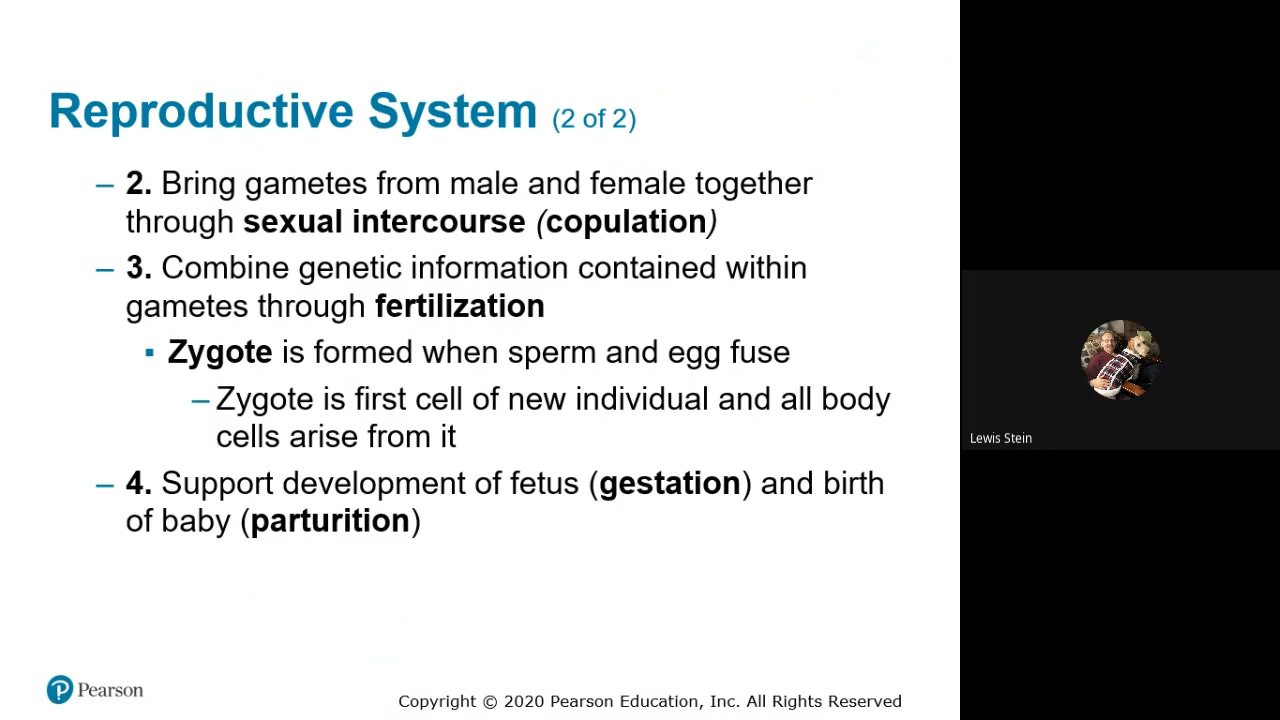 Reproductive System (2 of 2)
– 2. Bring gametes from male and female together
through sexual intercourse (copulation)
– 3. Combine genetic information contained within
gametes through fertilization
▪ Zygote is formed when sperm and egg fuse
– Zygote is first cell of new individual and all body
cells arise from it
– 4. Support development of fetus (gestation) and birth
of baby (parturition)
Lewis Stein
Pearson
Copyright © 2020 Pearson Education, Inc. All Rights Reserved